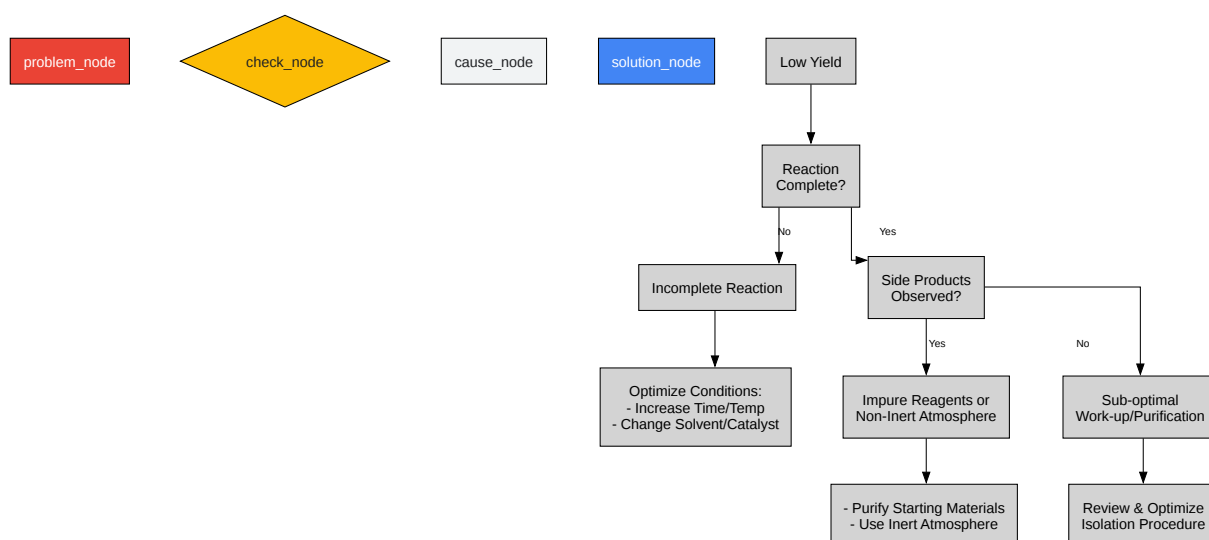 problem_node
check_node
cause_node
solution_node
Low Yield
Reaction
Complete?
No
Yes
Incomplete Reaction
Side Products
Observed?
Yes
No
Optimize Conditions:
- Increase Time/Temp
- Change Solvent/Catalyst
Impure Reagents or
Non-Inert Atmosphere
Sub-optimal
Work-up/Purification
- Purify Starting Materials
- Use Inert Atmosphere
Review & Optimize
Isolation Procedure